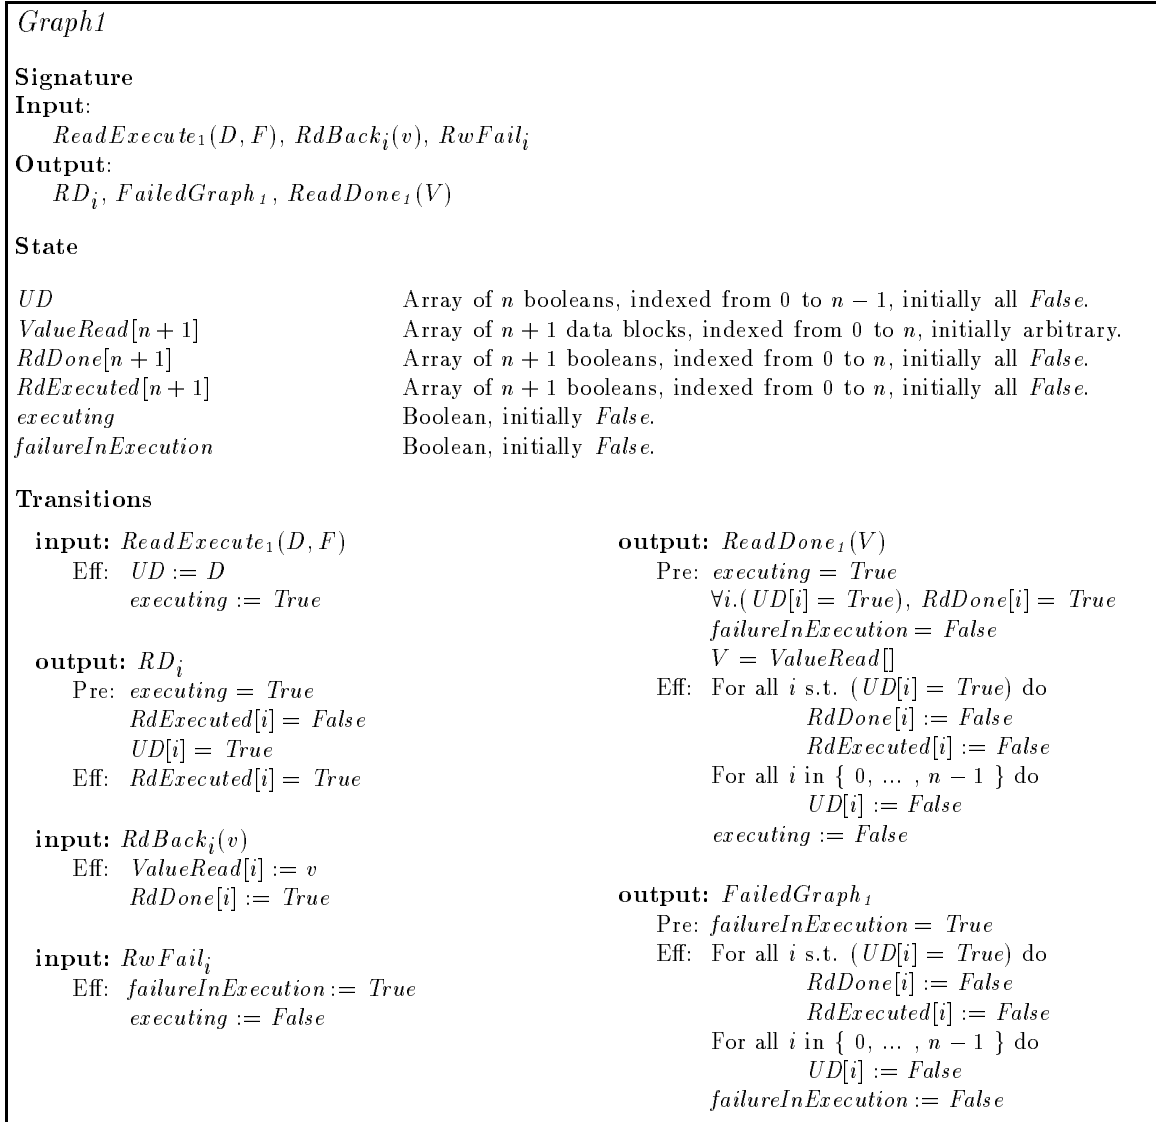 Graph1
Signature
Input:
ReadExecute₁(D, F), RdBackᵢ(v), RwFailᵢ
Output:
RDᵢ, FailedGraph₁, ReadDone₁(V)
State
UD Array of n booleans, indexed from 0 to n − 1, initially all False.
ValueRead[n + 1] Array of n + 1 data blocks, indexed from 0 to n, initially arbitrary.
RdDone[n + 1] Array of n + 1 booleans, indexed from 0 to n, initially all False.
RdExecuted[n + 1] Array of n + 1 booleans, indexed from 0 to n, initially all False.
executing Boolean, initially False.
failureInExecution Boolean, initially False.
Transitions
input: ReadExecute₁(D, F)
Eff: UD := D
executing := True
output: RDᵢ
Pre: executing = True
RdExecuted[i] = False
UD[i] = True
Eff: RdExecuted[i] = True
input: RdBackᵢ(v)
Eff: ValueRead[i] := v
RdDone[i] := True
input: RwFailᵢ
Eff: failureInExecution := True
executing := False
output: ReadDone₁(V)
Pre: executing = True
∀i.(UD[i] = True), RdDone[i] = True
failureInExecution = False
V = ValueRead[]
Eff: For all i s.t. (UD[i] = True) do
RdDone[i] := False
RdExecuted[i] := False
For all i in { 0, ... , n − 1 } do
UD[i] := False
executing := False
output: FailedGraph₁
Pre: failureInExecution = True
Eff: For all i s.t. (UD[i] = True) do
RdDone[i] := False
RdExecuted[i] := False
For all i in { 0, ... , n − 1 } do
UD[i] := False
failureInExecution := False